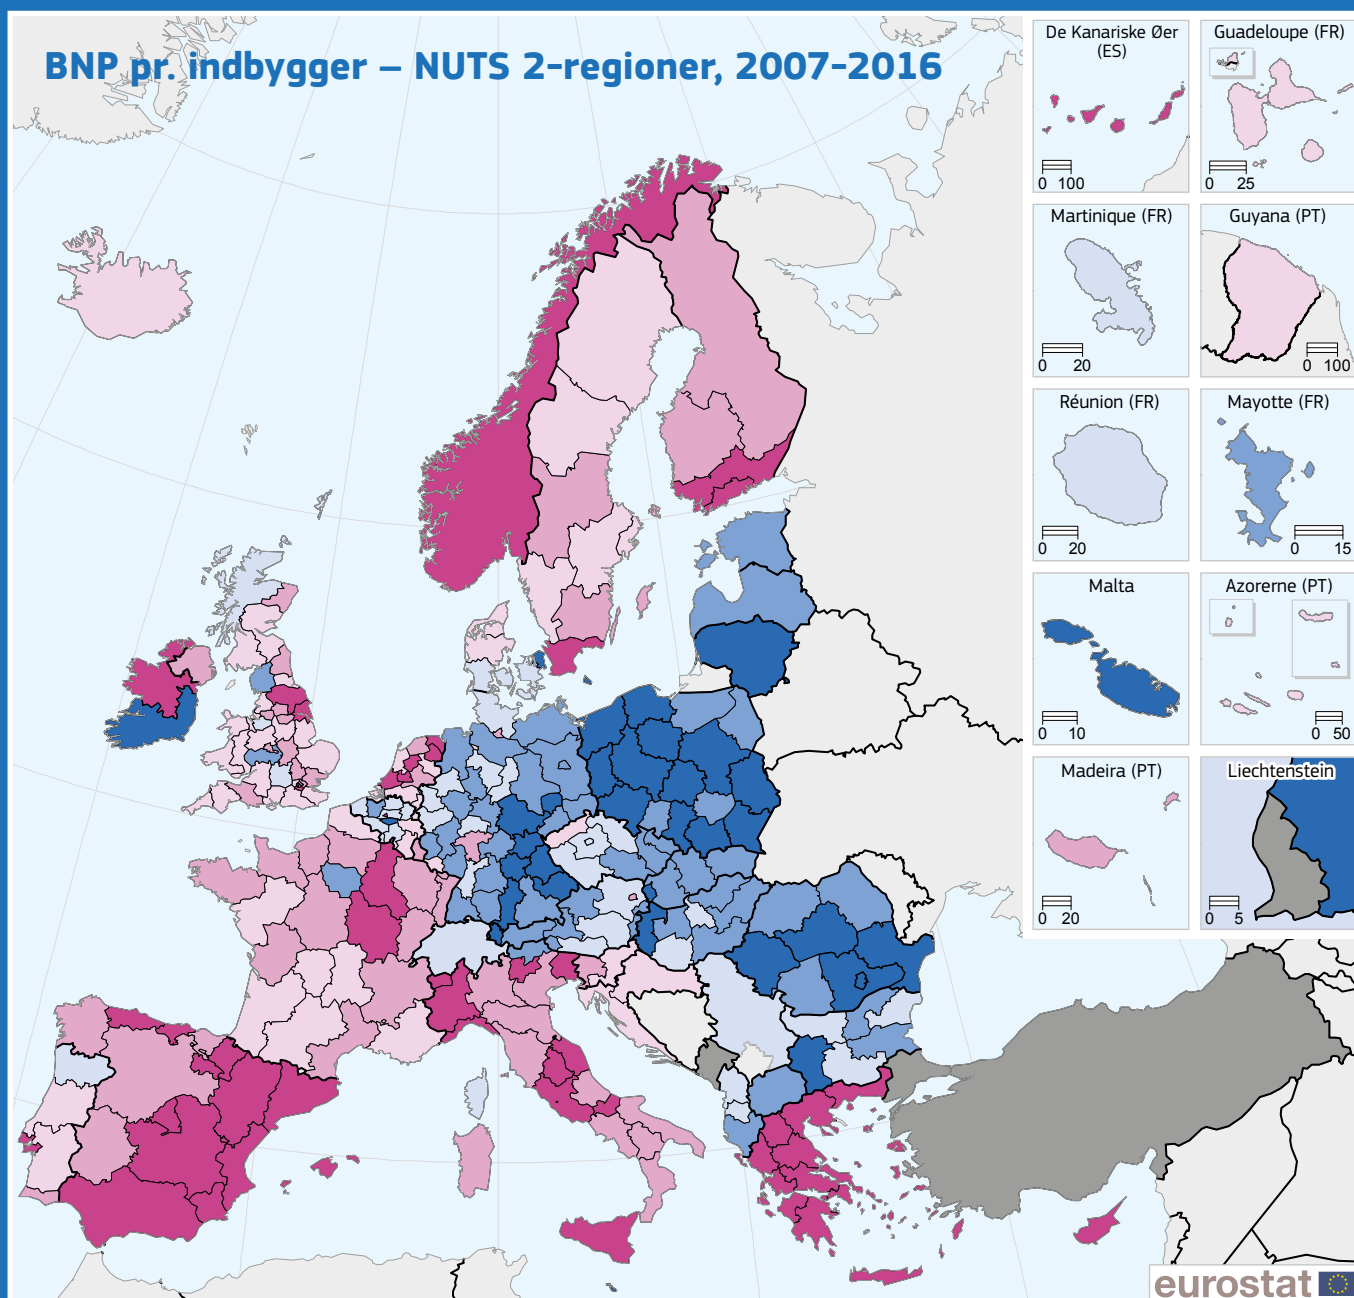 BNP pr. indbygger – NUTS 2-regioner, 2007-2016
De Kanariske Øer
(ES)
0 100
Guadeloupe (FR)
0 25
Martinique (FR)
0 20
Guyana (PT)
0 100
Réunion (FR)
0 20
Mayotte (FR)
0 15
Malta
0 10
Azorerne (PT)
0 50
Madeira (PT)
0 20
Liechtenstein
0 5
eurostat